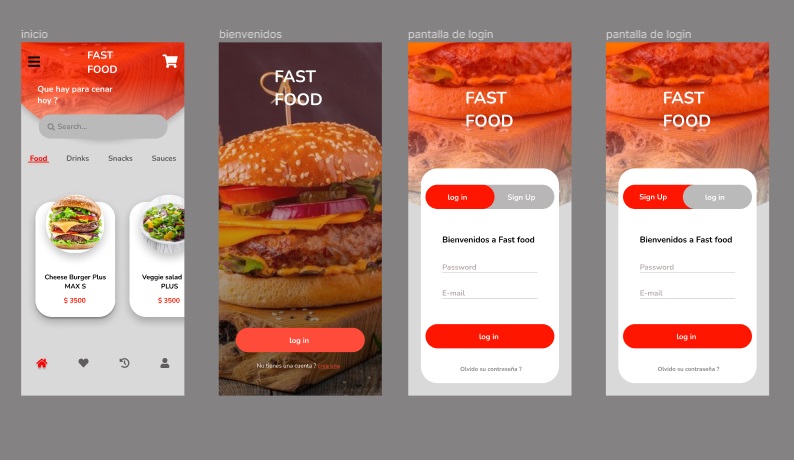 inicio
FAST
FOOD
Que hay para cenar
hoy ?
Search...
Food
Drinks
Snacks
Sauces
Cheese Burger Plus
MAX S
$ 3500
Veggie salad
PLUS
$ 3500
bienvenidos
FAST
FOOD
log in
No tienes una cuenta ?
pantalla de login
FAST
FOOD
log in
Sign Up
Bienvenidos a Fast food
Password
E-mail
log in
Olvido su contraseña ?
pantalla de login
FAST
FOOD
Sign Up
log in
Bienvenidos a Fast food
Password
E-mail
log in
Olvido su contraseña ?